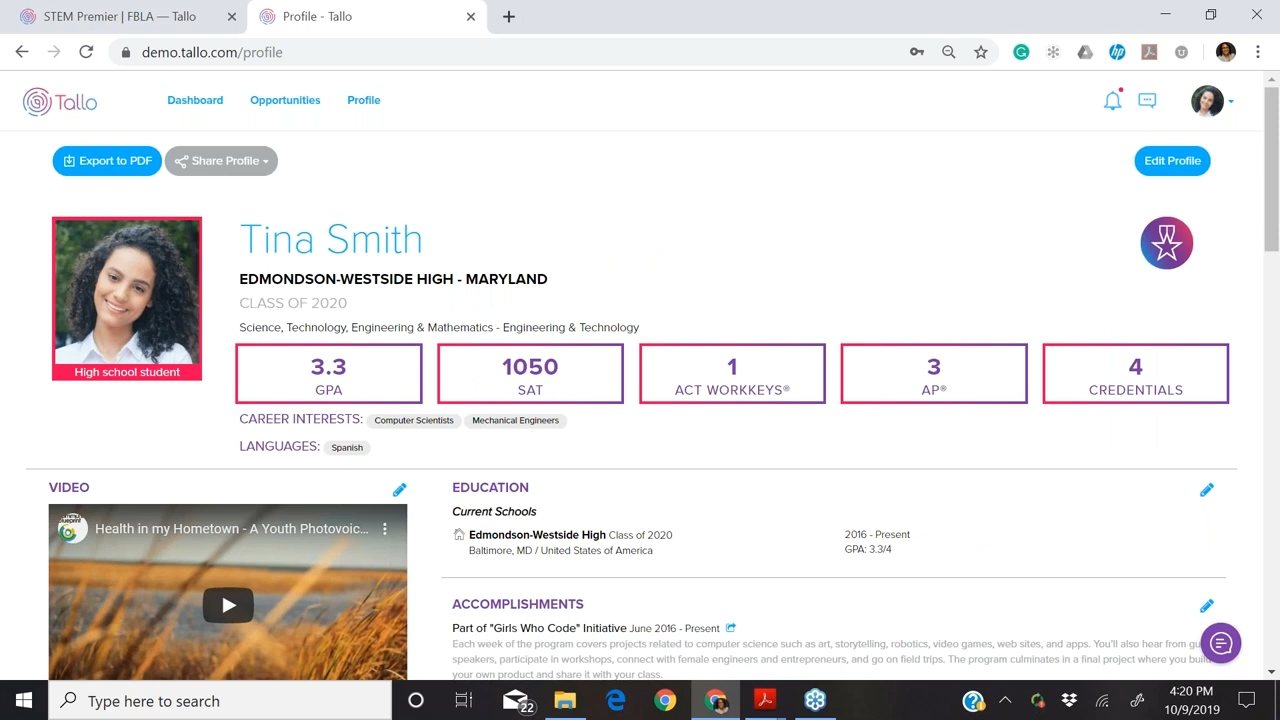 STEM Premier | FBLA — Tallo
Profile - Tallo
demo.tallo.com/profile
Tallo
Dashboard Opportunities Profile
Export to PDF Share Profile
Edit Profile
Tina Smith
EDMONDSON-WESTSIDE HIGH - MARYLAND
CLASS OF 2020
Science, Technology, Engineering & Mathematics - Engineering & Technology
High school student
3.3
GPA
1050
SAT
1
ACT WORKKEYS®
3
AP®
4
CREDENTIALS
CAREER INTERESTS: Computer Scientists Mechanical Engineers
LANGUAGES: Spanish
VIDEO
Health in my Hometown - A Youth Photovoic...
EDUCATION
Current Schools
Edmondson-Westside High Class of 2020
Baltimore, MD / United States of America
2016 - Present
GPA: 3.3/4
ACCOMPLISHMENTS
Part of "Girls Who Code" Initiative June 2016 - Present
Each week of the program covers projects related to computer science such as art, storytelling, robotics, video games, web sites, and apps. You'll also hear from
speakers, participate in workshops, connect with female engineers and entrepreneurs, and go on field trips. The program culminates in a final project where you
your own product and share it with your class.
Type here to search
22
4:20 PM
10/9/2019